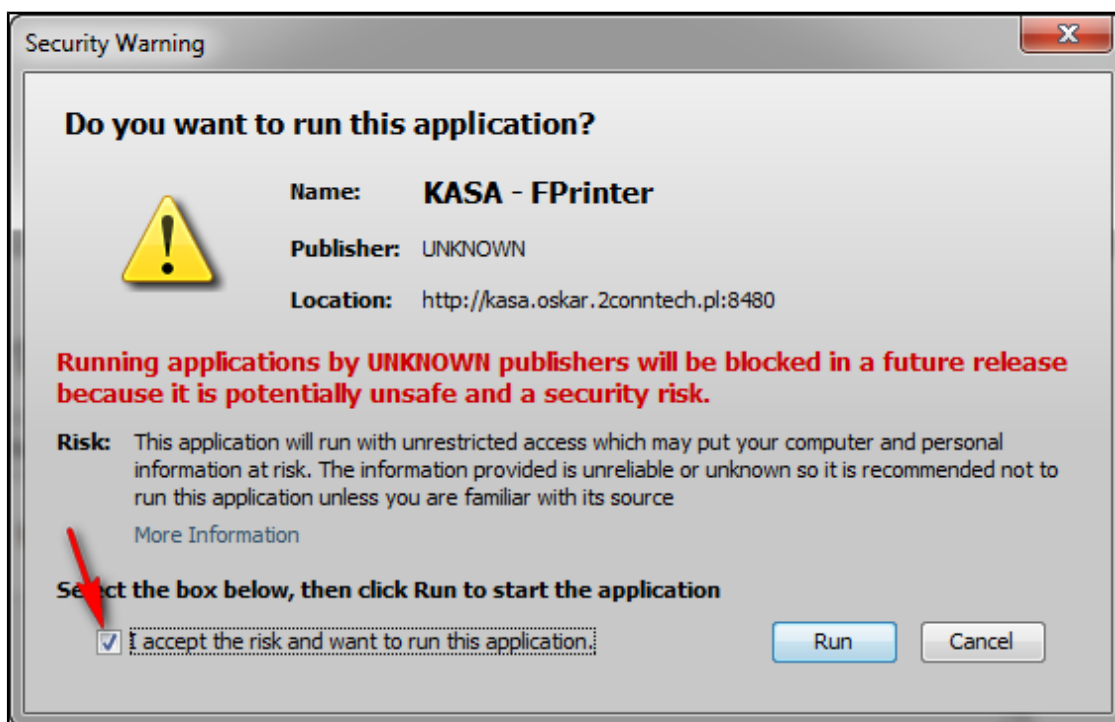 Security Warning
Do you want to run this application?
Name: KASA - FPrinter
Publisher: UNKNOWN
Location: http://kasa.oskar.2conntech.pl:8480
Running applications by UNKNOWN publishers will be blocked in a future release
because it is potentially unsafe and a security risk.
Risk: This application will run with unrestricted access which may put your computer and personal
information at risk. The information provided is unreliable or unknown so it is recommended not to
run this application unless you are familiar with its source
More Information
Select the box below, then click Run to start the application
I accept the risk and want to run this application.
Run Cancel